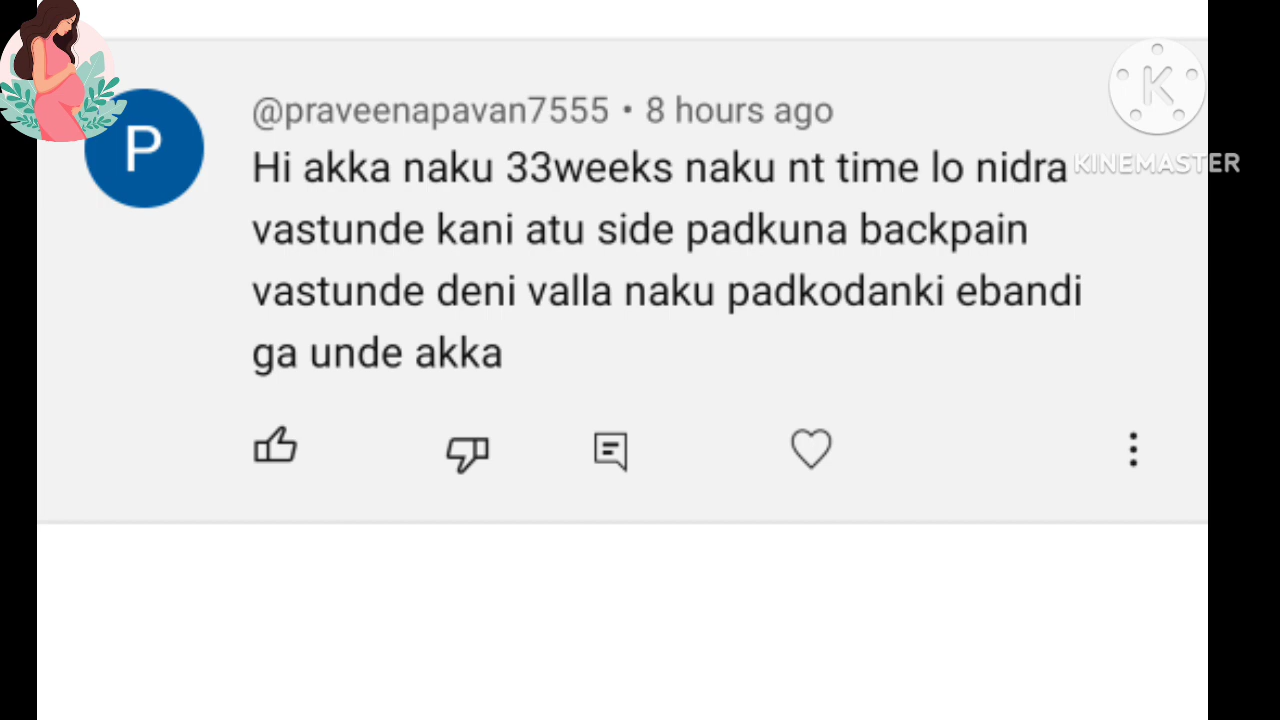 @praveenapavan7555 • 8 hours ago
Hi akka naku 33weeks naku nt time lo nidra
vastunde kani atu side padkuna backpain
vastunde deni valla naku padkodanki ebandi
ga unde akka
P
K
KINEMASTER